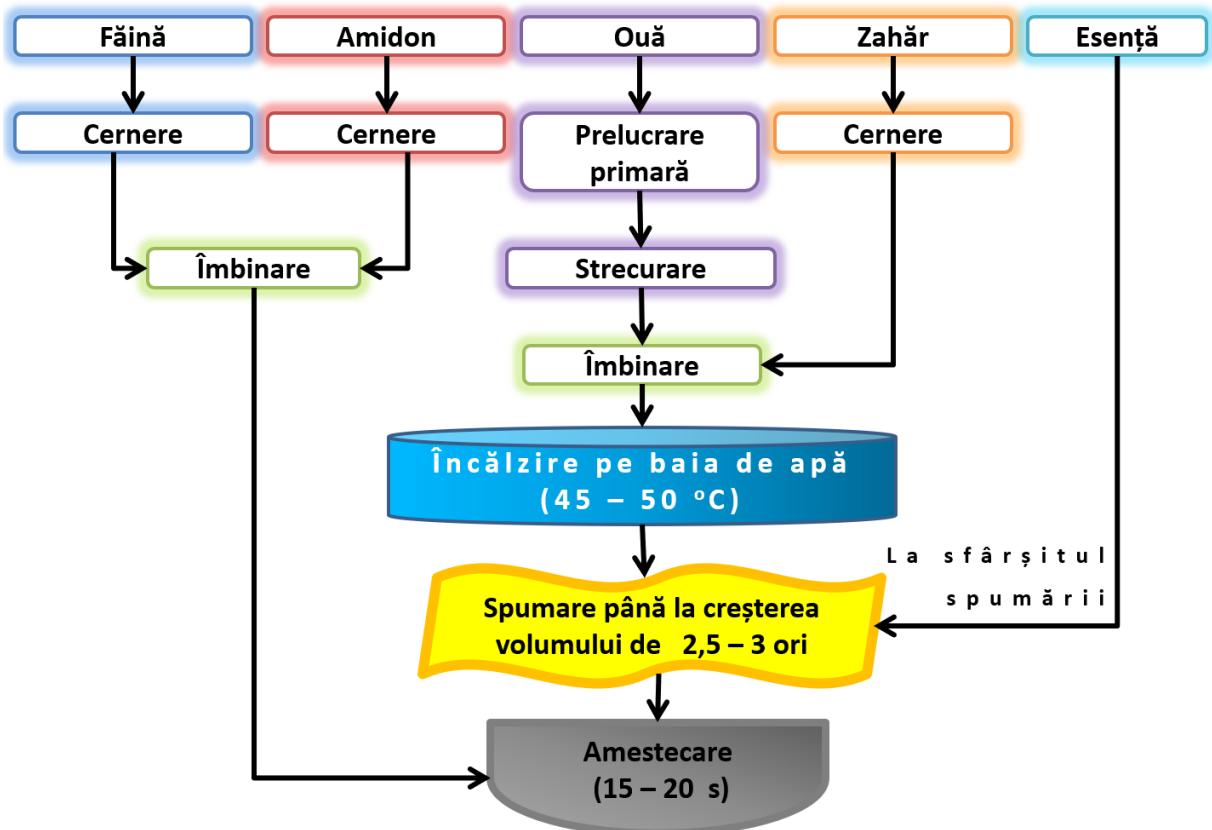 Făină
Amidon
Ouă
Zahăr
Esență
Cernere
Cernere
Prelucrare
primară
Cernere
Îmbinare
Strecurare
Îmbinare
Încălzire pe baia de apă
(45 – 50 ºC)
La sfârșitul
spumării
Spumare până la creșterea
volumului de 2,5 – 3 ori
Amestecare
(15 – 20 s)